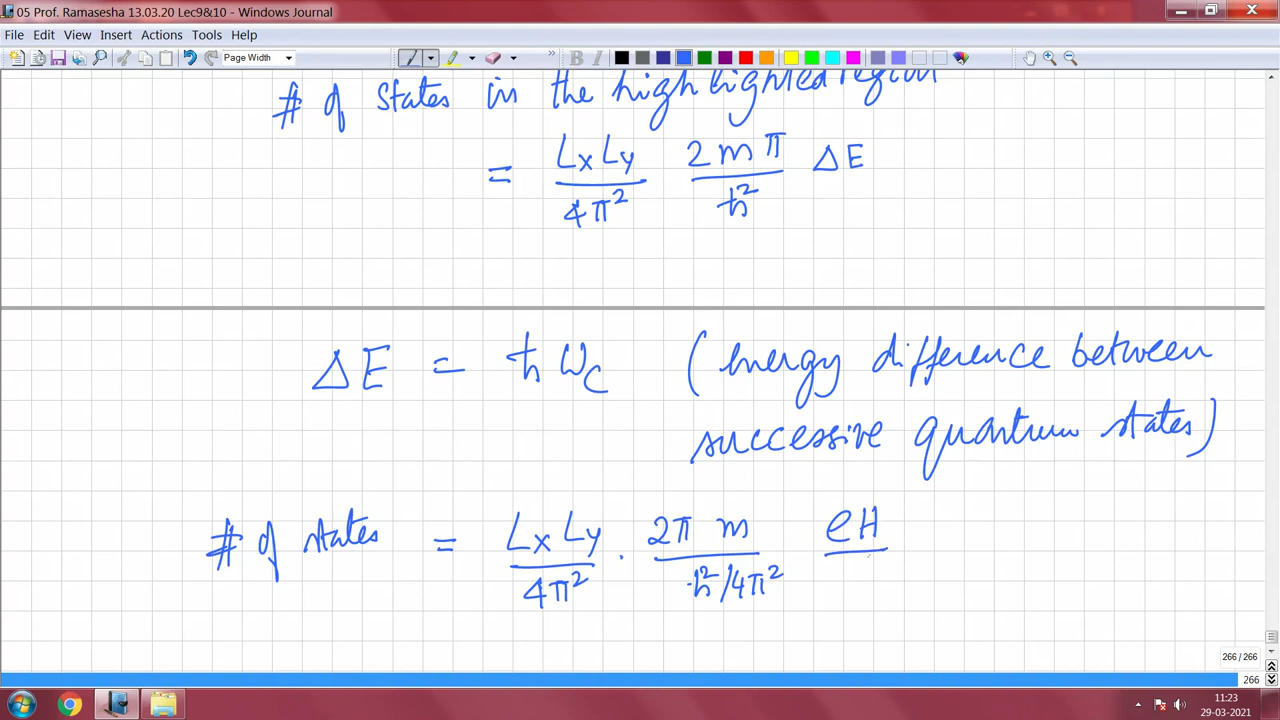 05 Prof. Ramasesha 13.03.20 Lec9&10 - Windows Journal
File Edit View Insert Actions Tools Help
Page Width
# of states in the highlighted region
= LxLy/4π² 2mπ/ħ² ΔE
ΔE = ħωc (Energy difference between
successive quantum states)
# of states = LxLy/4π² · 2π m/ħ²/4π² eH
266 / 266
266
11:23
29-03-2021